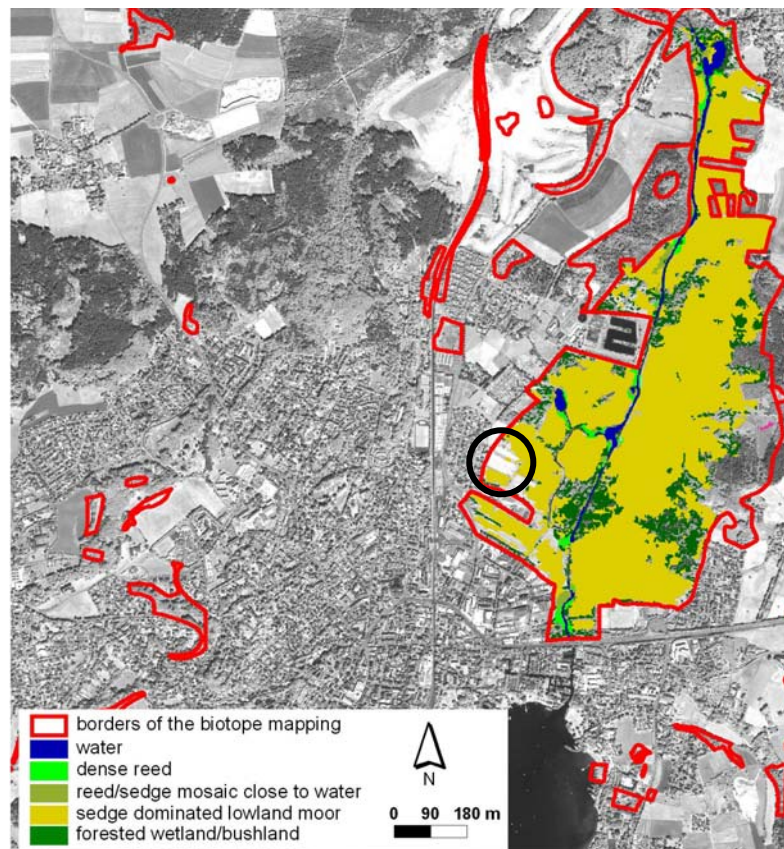 borders of the biotope mapping
water
dense reed
reed/sedge mosaic close to water
sedge dominated lowland moor
forested wetland/bushland
N
0 90 180 m